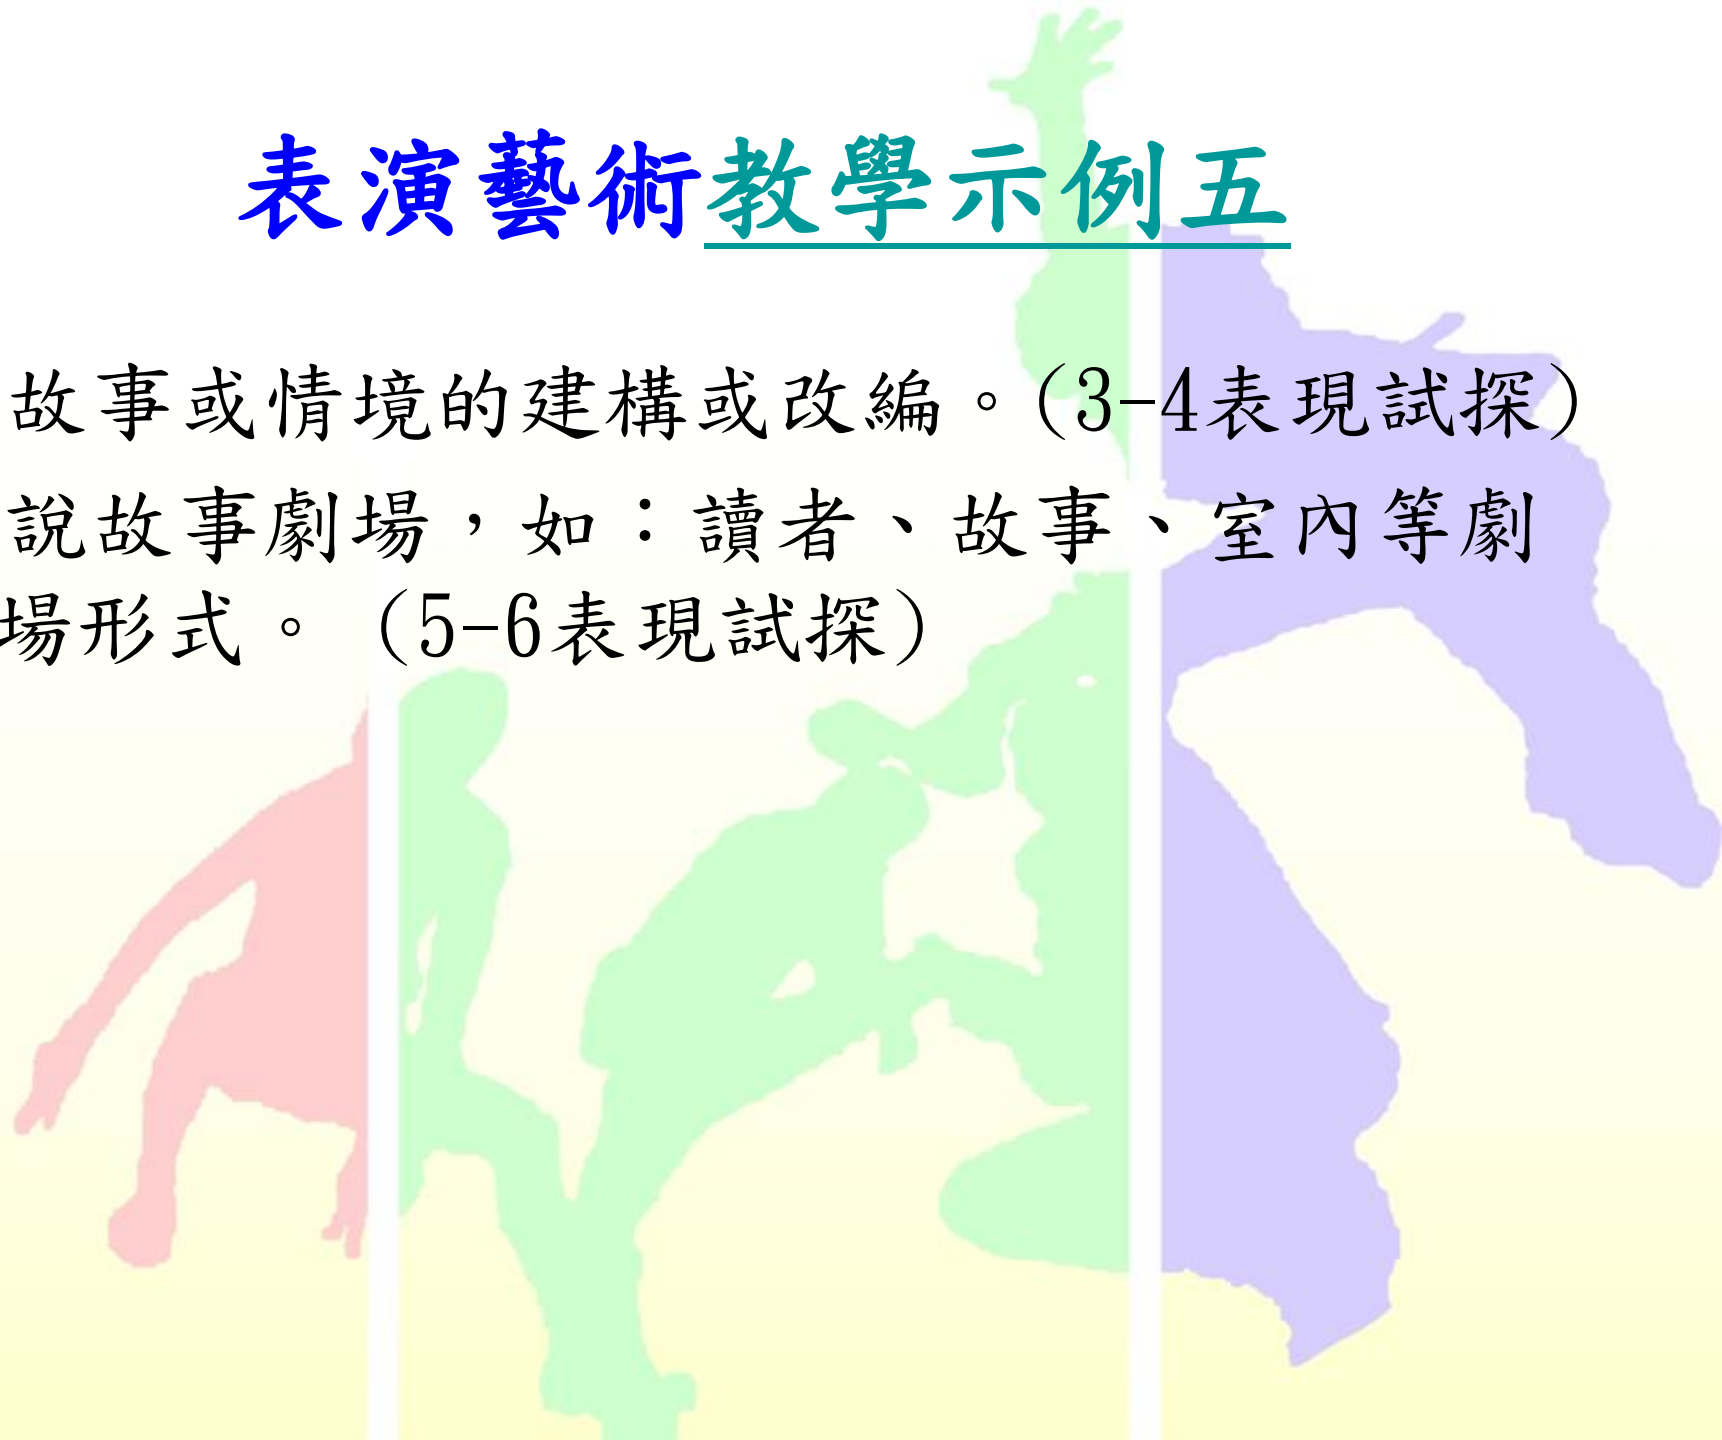 表演藝術教學示例五
故事或情境的建構或改編。(3-4表現試探)
說故事劇場，如：讀者、故事、室內等劇
場形式。 (5-6表現試探)